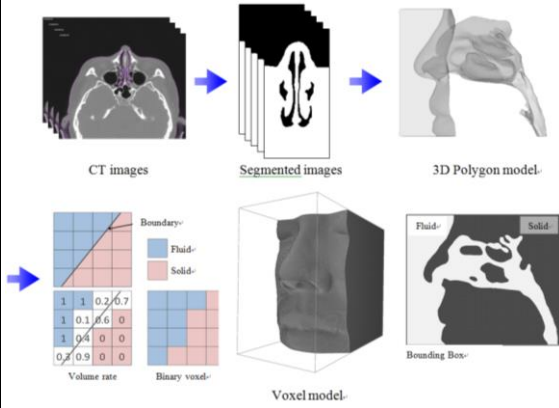 CT images
Segmented images
3D Polygon model
Boundary
Fluid
Solid
1 1 0.2 0.7
1 0.1 0.6 0
1 0.4 0 0
0.3 0.9 0 0
Volume rate
Binary voxel
Voxel model
Fluid
Solid
Bounding Box